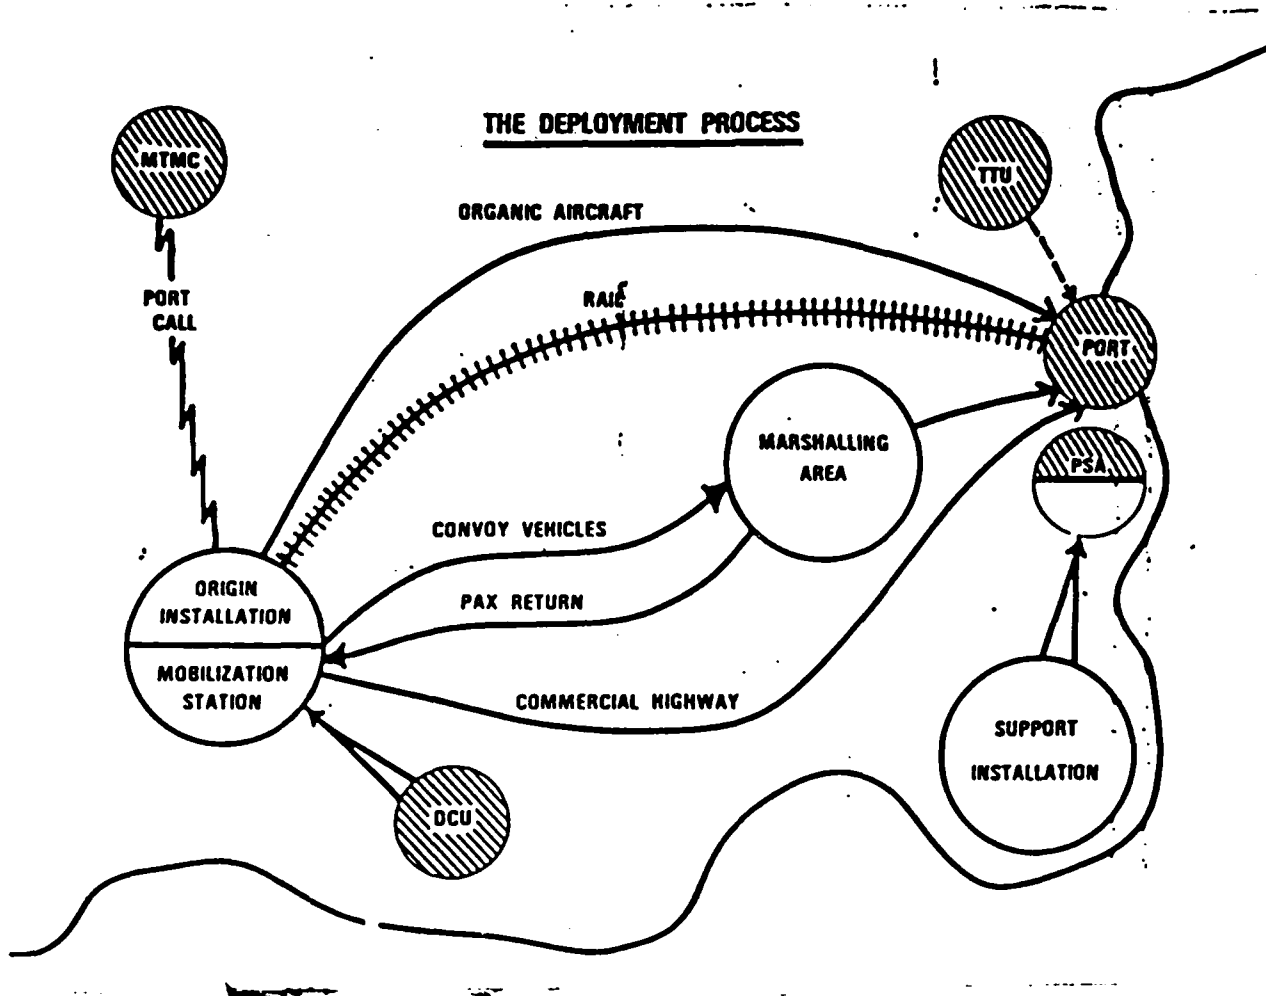 THE DEPLOYMENT PROCESS
MTMC
TTU
ORGANIC AIRCRAFT
PORT
CALL
RAIL
PORT
MARSHALLING
AREA
PSA
CONVOY VEHICLES
ORIGIN
INSTALLATION
PAX RETURN
MOBILIZATION
STATION
COMMERCIAL HIGHWAY
SUPPORT
INSTALLATION
DCU